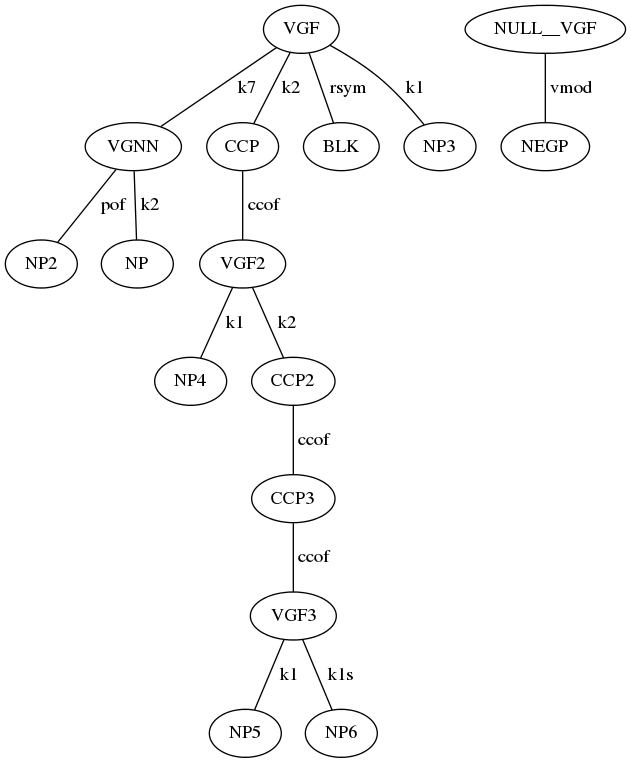 VGF NULL__VGF
k7 k2 rsym k1 vmod
VGNN CCP BLK NP3 NEGP
pof k2 ccof
NP2 NP VGF2
k1 k2
NP4 CCP2
ccof
CCP3
ccof
VGF3
k1 k1s
NP5 NP6